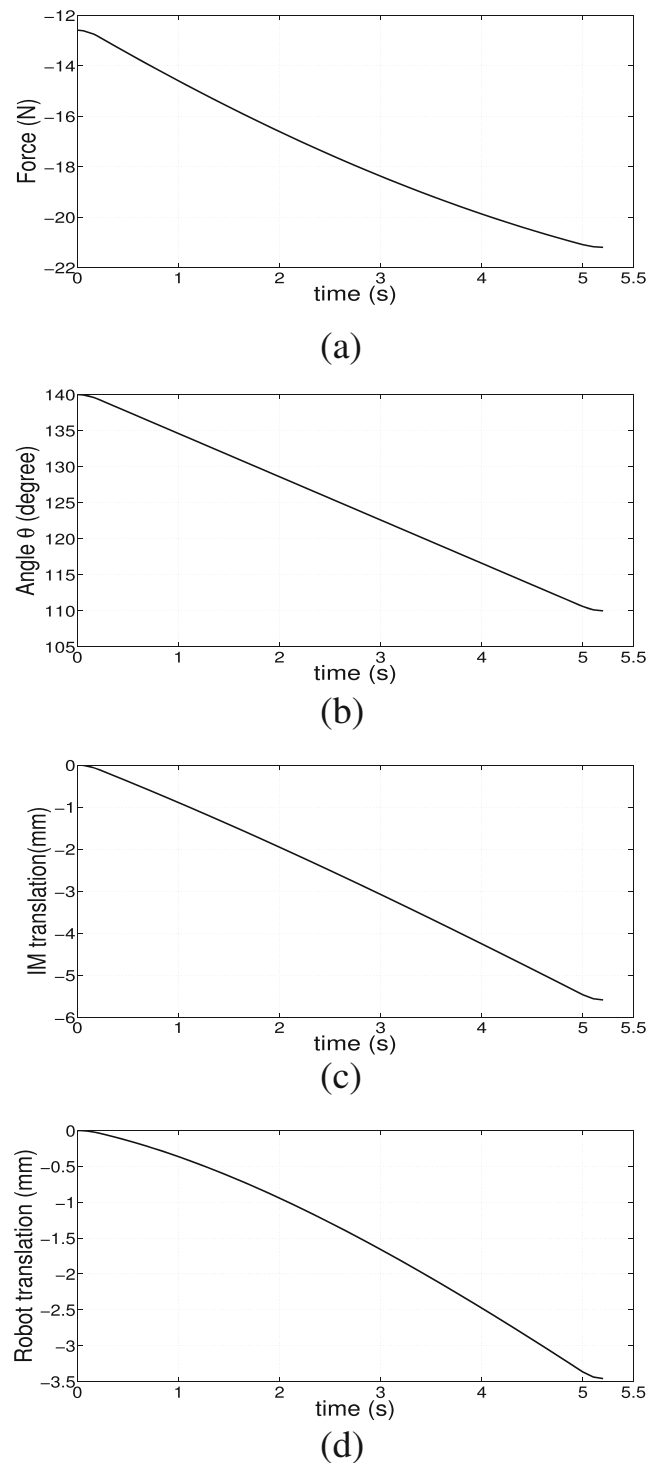 −12
−14
−16
−18
−20
−22
Force (N)
0 1 2 3 4 5 5.5
time (s)
(a)
140
135
130
125
120
115
110
105
Angle θ (degree)
0 1 2 3 4 5 5.5
time (s)
(b)
0
−1
−2
−3
−4
−5
−6
IM translation(mm)
0 1 2 3 4 5 5.5
time (s)
(c)
0
−0.5
−1
−1.5
−2
−2.5
−3
−3.5
Robot translation (mm)
0 1 2 3 4 5 5.5
time (s)
(d)